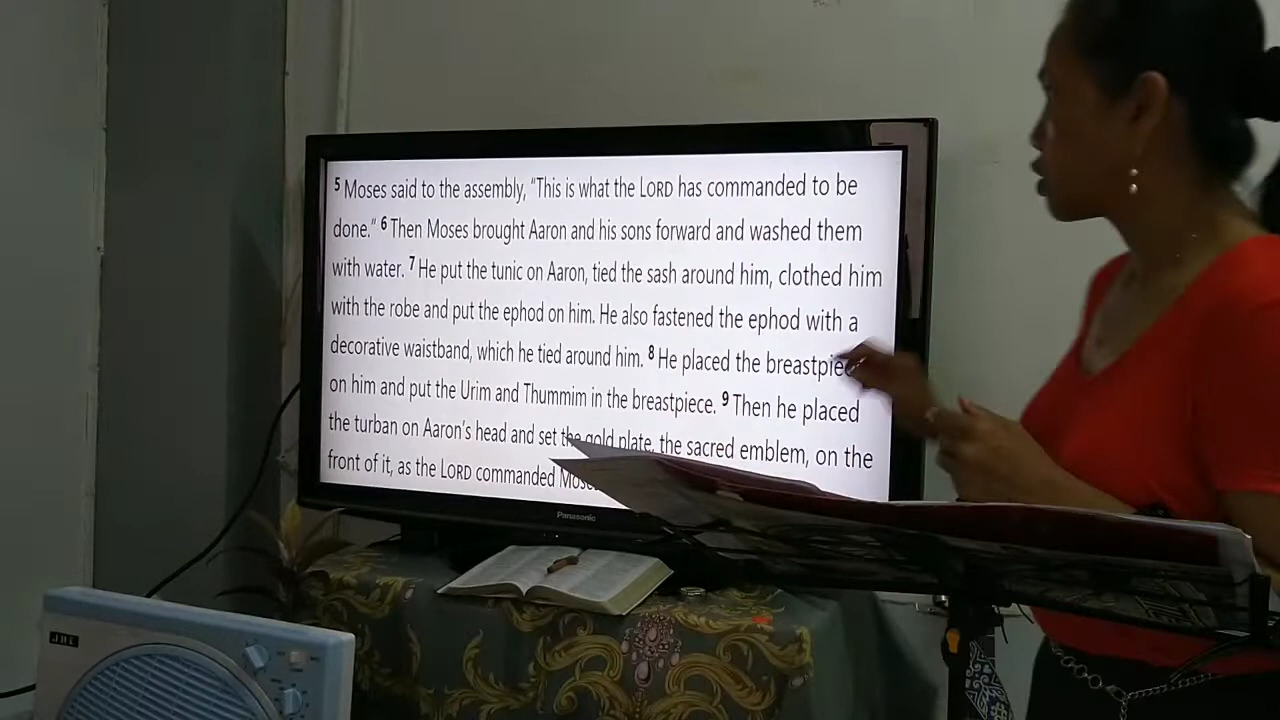 5 Moses said to the assembly, “This is what the LORD has commanded to be
done.” 6 Then Moses brought Aaron and his sons forward and washed them
with water. 7 He put the tunic on Aaron, tied the sash around him, clothed him
with the robe and put the ephod on him. He also fastened the ephod with a
decorative waistband, which he tied around him. 8 He placed the
on him and put the Urim and Thummim in the breastpiece. 9 Then he placed
the turban on Aaron’s head and set the gold plate, the sacred emblem, on the
front of it, as the LORD commanded
Panasonic